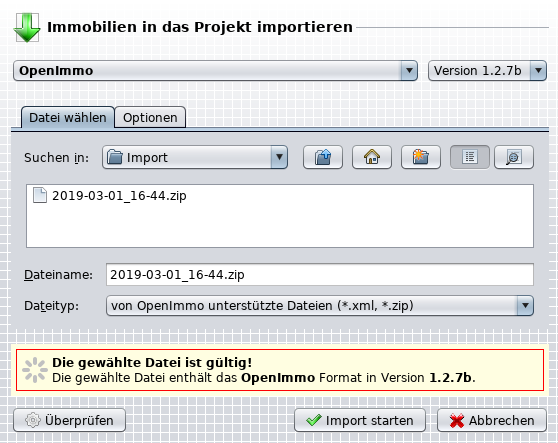 Immobilien in das Projekt importieren
OpenImmo Version 1.2.7b
Datei wählen Optionen
Suchen in: Import
2019-03-01_16-44.zip
Dateiname: 2019-03-01_16-44.zip
Dateityp: von OpenImmo unterstützte Dateien (*.xml, *.zip)
Die gewählte Datei ist gültig!
Die gewählte Datei enthält das OpenImmo Format in Version 1.2.7b.
Überprüfen Import starten Abbrechen